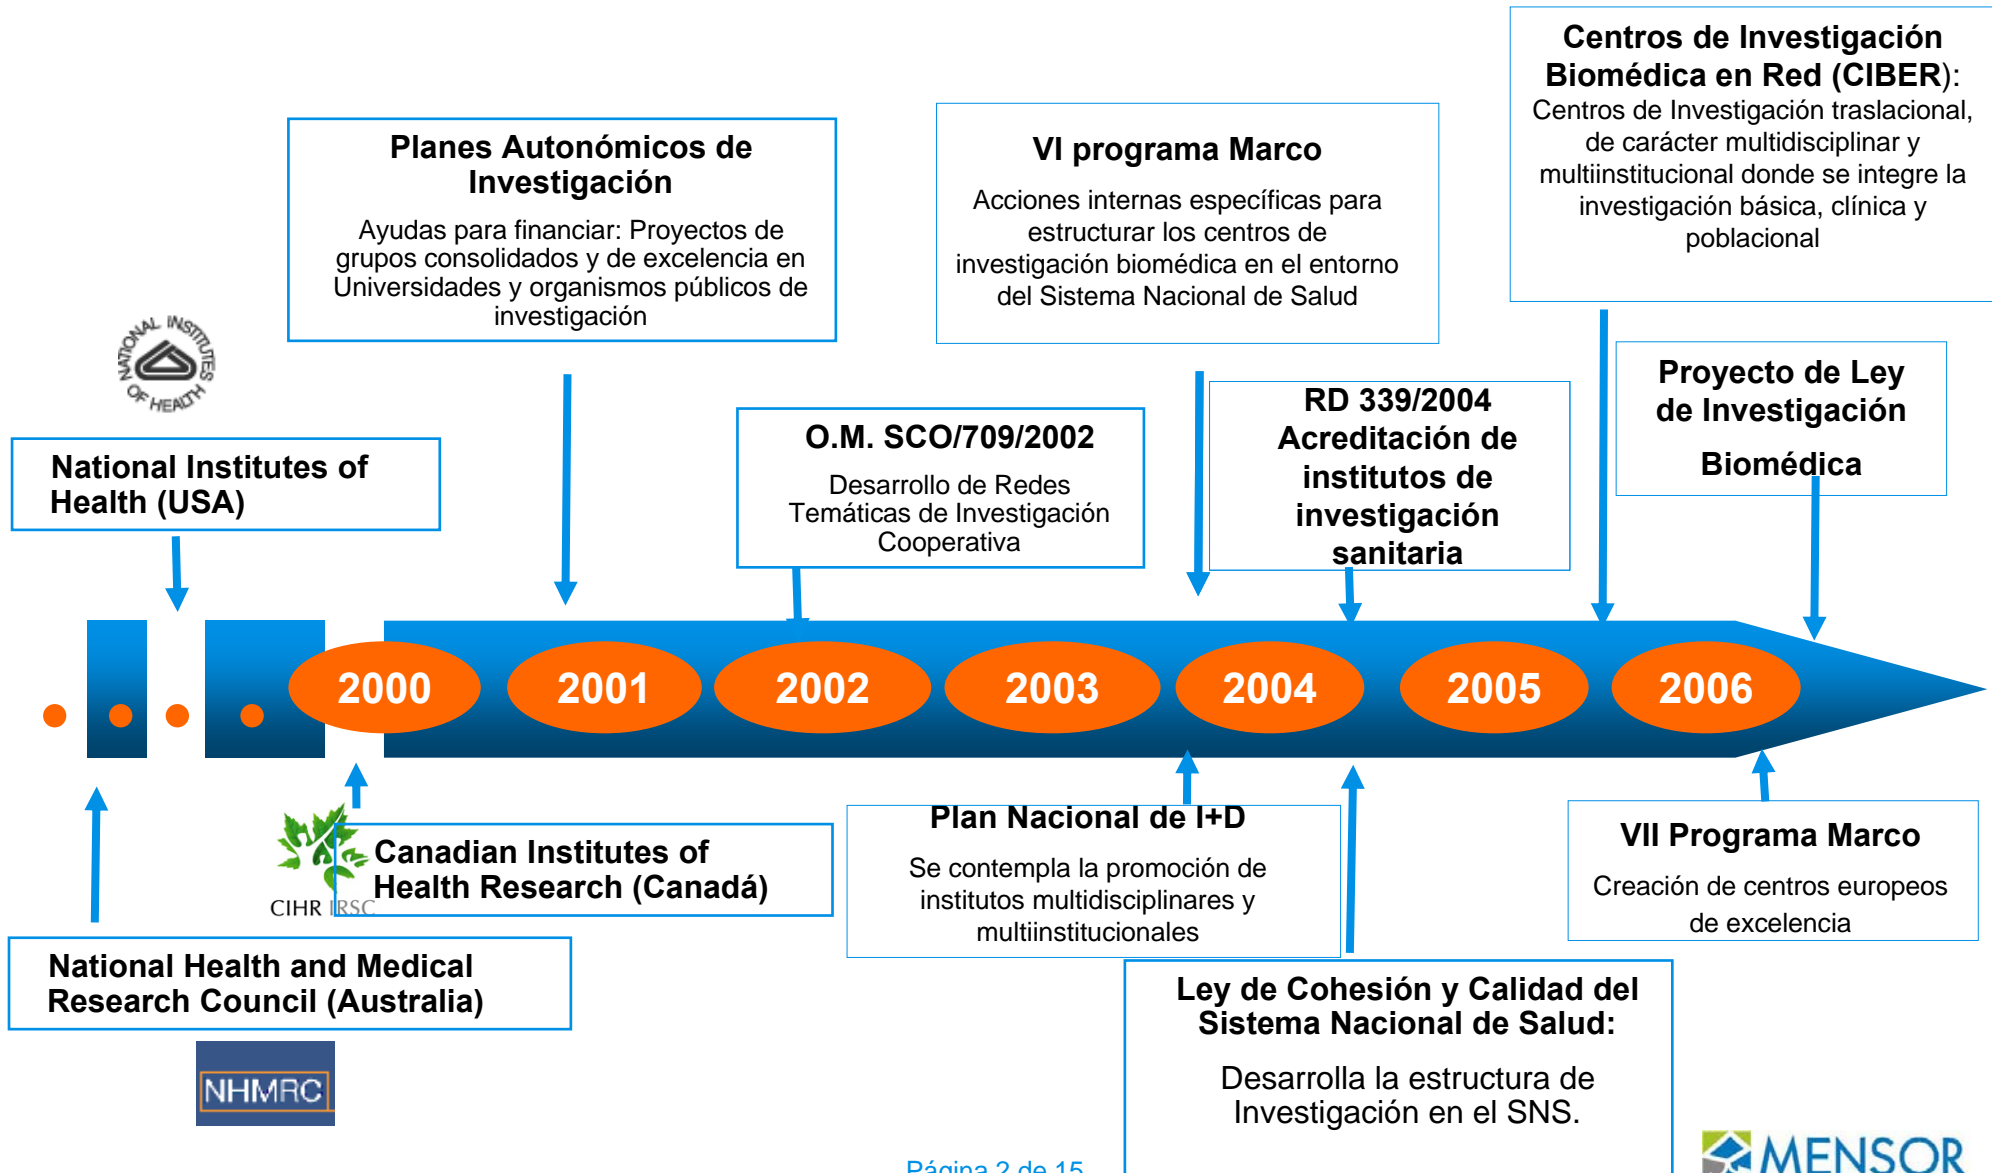 Centros de Investigación
Biomédica en Red (CIBER):
Centros de Investigación traslacional,
de carácter multidisciplinar y
multiinstitucional donde se integre la
investigación básica, clínica y
poblacional
Planes Autonómicos de
Investigación
Ayudas para financiar: Proyectos de
grupos consolidados y de excelencia en
Universidades y organismos públicos de
investigación
VI programa Marco
Acciones internas específicas para
estructurar los centros de
investigación biomédica en el entorno
del Sistema Nacional de Salud
NATIONAL INSTITUTES
OF HEALTH
National Institutes of
Health (USA)
O.M. SCO/709/2002
Desarrollo de Redes
Temáticas de Investigación
Cooperativa
RD 339/2004
Acreditación de
institutos de
investigación
sanitaria
Proyecto de Ley
de Investigación
Biomédica
2000
2001
2002
2003
2004
2005
2006
CIHR IRSC
Canadian Institutes of
Health Research (Canadá)
Plan Nacional de I+D
Se contempla la promoción de
institutos multidisciplinares y
multiinstitucionales
VII Programa Marco
Creación de centros europeos
de excelencia
National Health and Medical
Research Council (Australia)
NHMRC
Ley de Cohesión y Calidad del
Sistema Nacional de Salud:
Desarrolla la estructura de
Investigación en el SNS.
Página 2 de 15
MENSOR